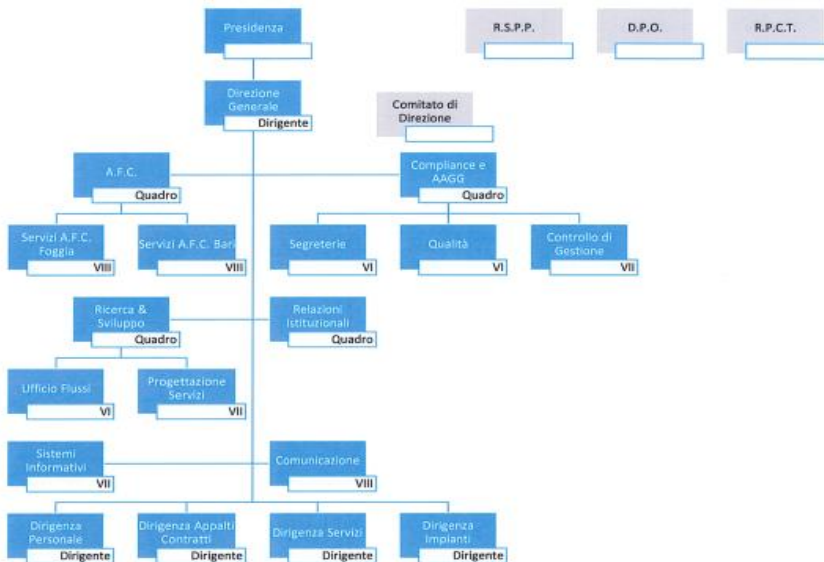 Presidenza
R.S.P.P.
D.P.O.
R.P.C.T.
Direzione
Generale
Dirigente
Comitato di
Direzione
A.F.C.
Quadro
Compliance e
AAGG
Quadro
Servizi A.F.C.
Foggia
VIII
Servizi A.F.C. Bari
VIII
Segreterie
VI
Qualità
VI
Controllo di
Gestione
VII
Ricerca &
Sviluppo
Quadro
Relazioni
Istituzionali
Quadro
Ufficio Flussi
VI
Progettazione
Servizi
VII
Sistemi
Informativi
VII
Comunicazione
VIII
Dirigenza
Personale
Dirigente
Dirigenza Appalti
Contratti
Dirigente
Dirigenza Servizi
Dirigente
Dirigenza
Impianti
Dirigente